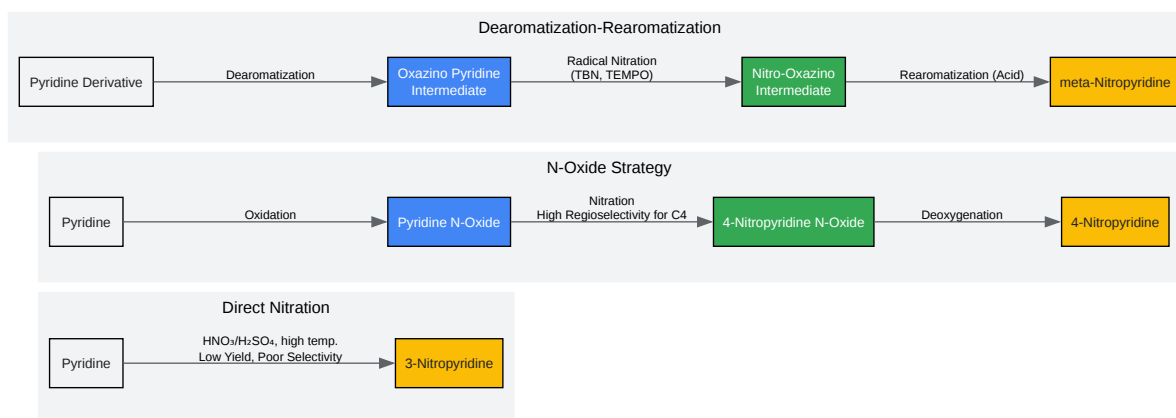 Dearomatization-Rearomatization
Pyridine Derivative
Dearomatization
Oxazino Pyridine
Intermediate
Radical Nitration
(TBN, TEMPO)
Nitro-Oxazino
Intermediate
Rearomatization (Acid)
meta-Nitropyridine
N-Oxide Strategy
Pyridine
Oxidation
Pyridine N-Oxide
Nitration
High Regioselectivity for C4
4-Nitropyridine N-Oxide
Deoxygenation
4-Nitropyridine
Direct Nitration
Pyridine
HNO₃/H₂SO₄, high temp.
Low Yield, Poor Selectivity
3-Nitropyridine